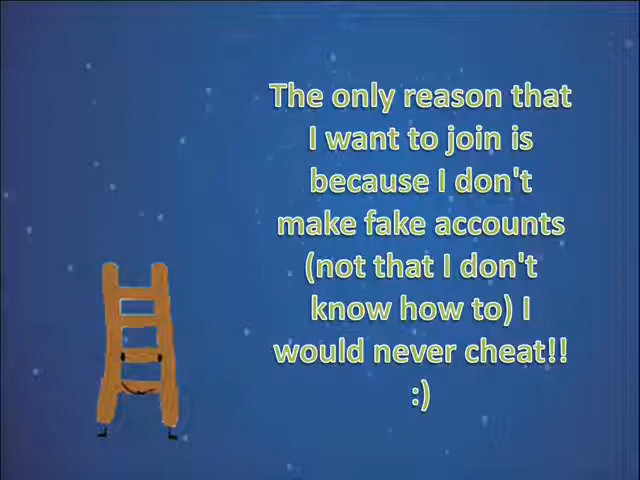 The only reason that
I want to join is
because I don't
make fake accounts
(not that I don't
know how to) I
would never cheat!!
:)